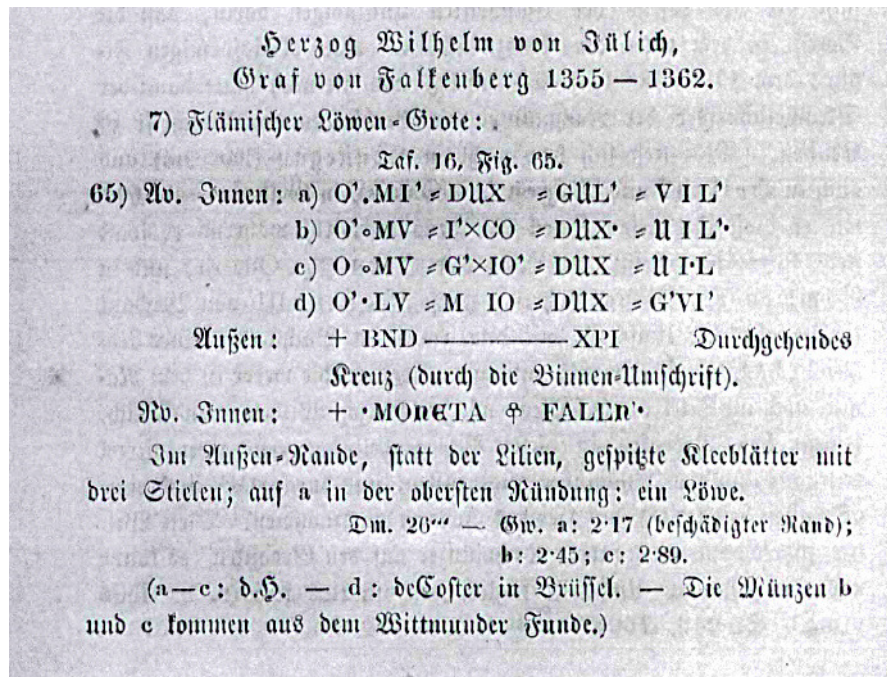 Herzog Wilhelm von Jülich,
Graf von Falkenberg 1355 — 1362.
7) Flämischer Löwen-Grote:
Taf. 16, Fig. 65.
65) Av. Innen: a) O'.MI' ⸗ DUX ⸗ GUL' ⸗ V I L'
b) O'∘MV ⸗ I'×CO ⸗ DUX• ⸗ U I L'•
c) O∘MV ⸗ G'×IO' ⸗ DUX ⸗ U I·L
d) O'·LV ⸗ M IO ⸗ DUX ⸗ G'VI'
Außen: + BND————XPI Durchgehendes
Kreuz (durch die Binnen-Umschrift).
Rv. Innen: + · MOnETA ⚘ FALEn'•
Im Außen-Rande, statt der Lilien, gespitzte Kleeblätter mit
drei Stielen; auf a in der obersten Ründung: ein Löwe.
Dm. 26''' — Gw. a: 2·17 (beschädigter Rand);
b: 2·45; c: 2·89.
(a—c: d.H. — d: deCoster in Brüssel. — Die Münzen b
und c kommen aus dem Wittmunder Funde.)